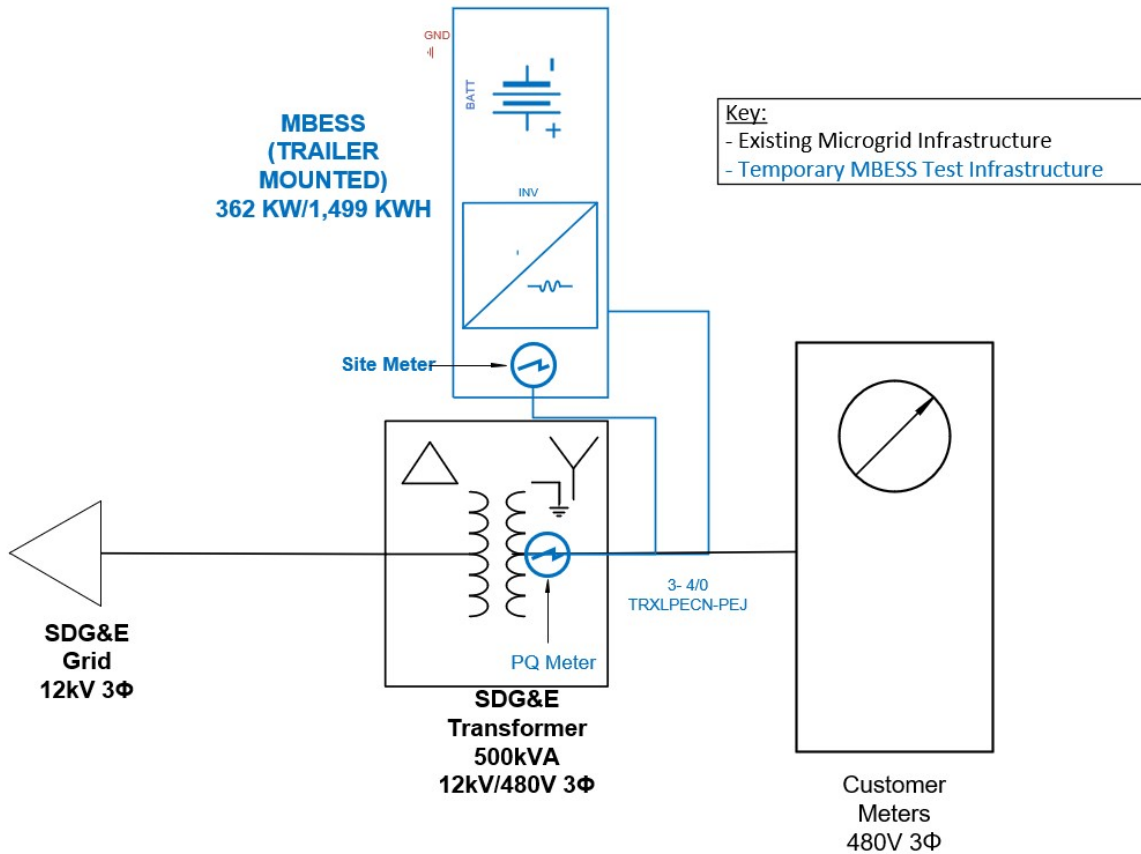 GND
BATT
MBESS
(TRAILER
MOUNTED)
362 KW/1,499 KWH
Key:
- Existing Microgrid Infrastructure
- Temporary MBESS Test Infrastructure
INV
Site Meter
3- 4/0
TRXLPECN-PEJ
PQ Meter
SDG&E
Grid
12kV 3Φ
SDG&E
Transformer
500kVA
12kV/480V 3Φ
Customer
Meters
480V 3Φ